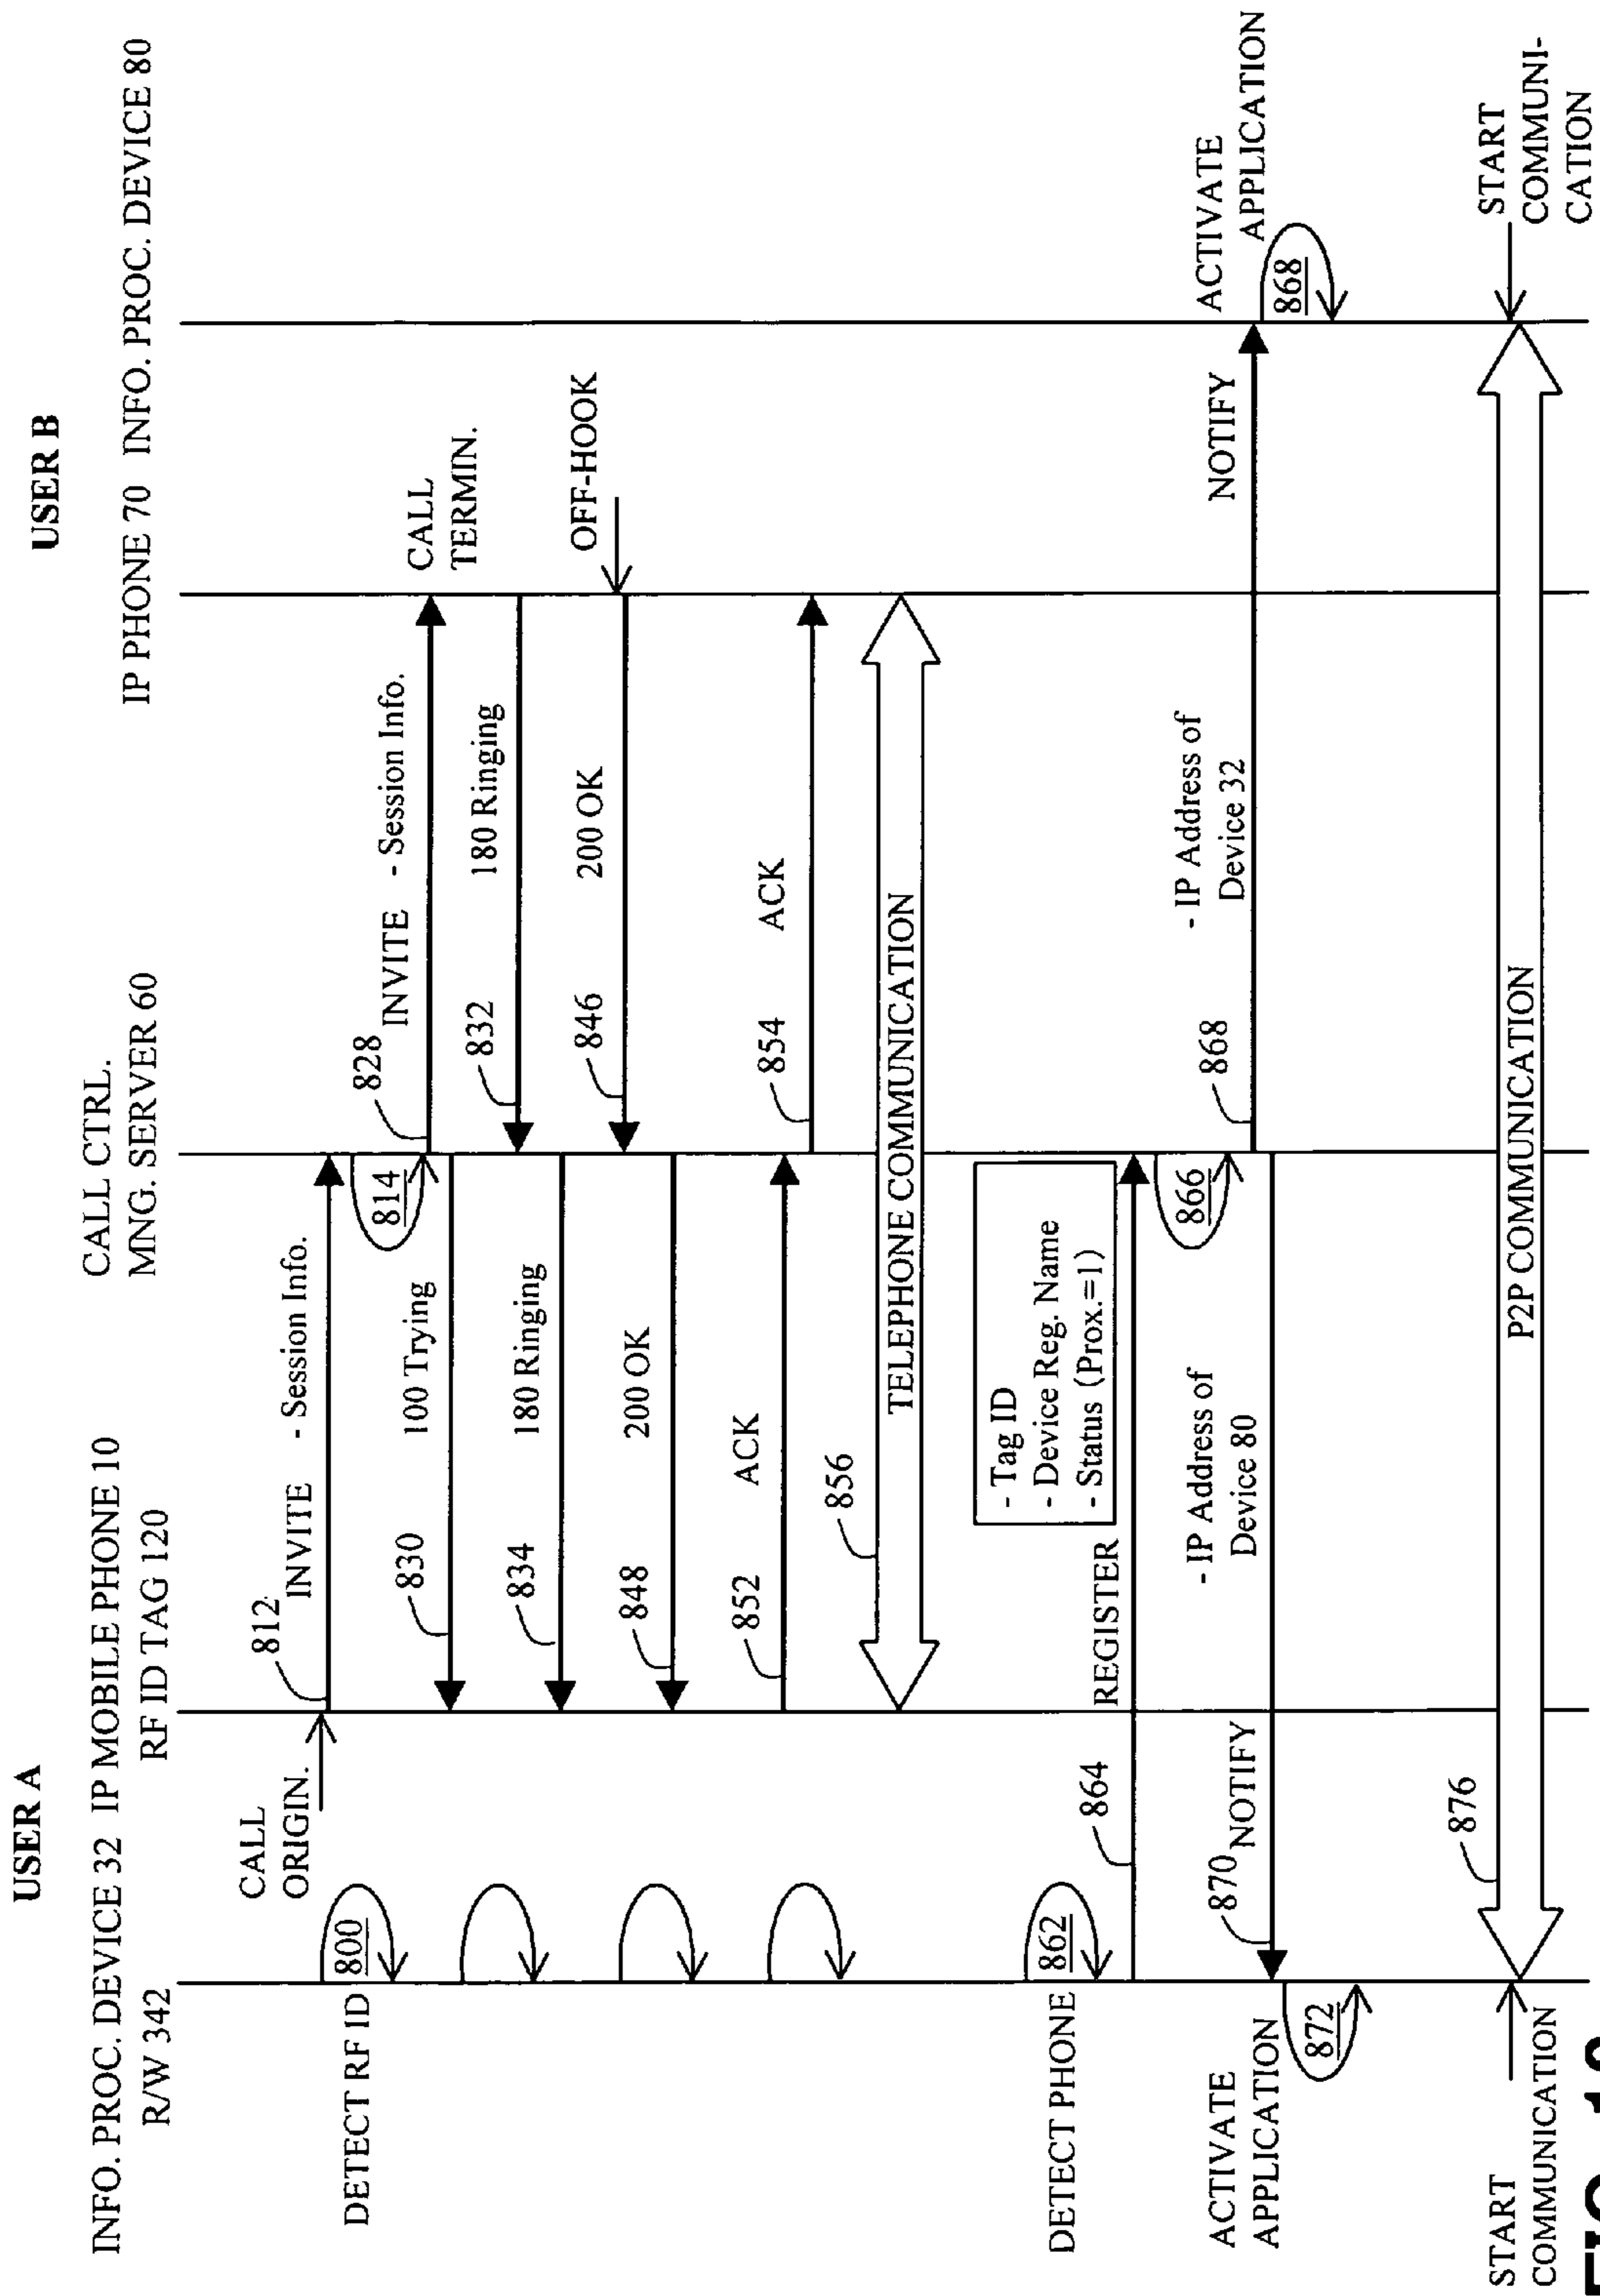 USER A
USER B
INFO. PROC. DEVICE 32
R/W 342
IP MOBILE PHONE 10
RF ID TAG 120
CALL CTRL.
MNG. SERVER 60
IP PHONE 70
INFO. PROC. DEVICE 80
DETECT RF ID
800
CALL
ORIGIN.
812
INVITE
- Session Info.
814
828
INVITE
- Session Info.
CALL
TERMIN.
830
100 Trying
832
180 Ringing
834
180 Ringing
846
200 OK
OFF-HOOK
848
200 OK
852
ACK
854
ACK
856
TELEPHONE COMMUNICATION
DETECT PHONE
862
864
REGISTER
- Tag ID
- Device Reg. Name
- Status (Prox.=1)
866
868
- IP Address of
Device 32
NOTIFY
ACTIVATE
APPLICATION
868
870
NOTIFY
- IP Address of
Device 80
ACTIVATE
APPLICATION
872
START
COMMUNICATION
876
P2P COMMUNICATION
START
COMMUNI-
CATION